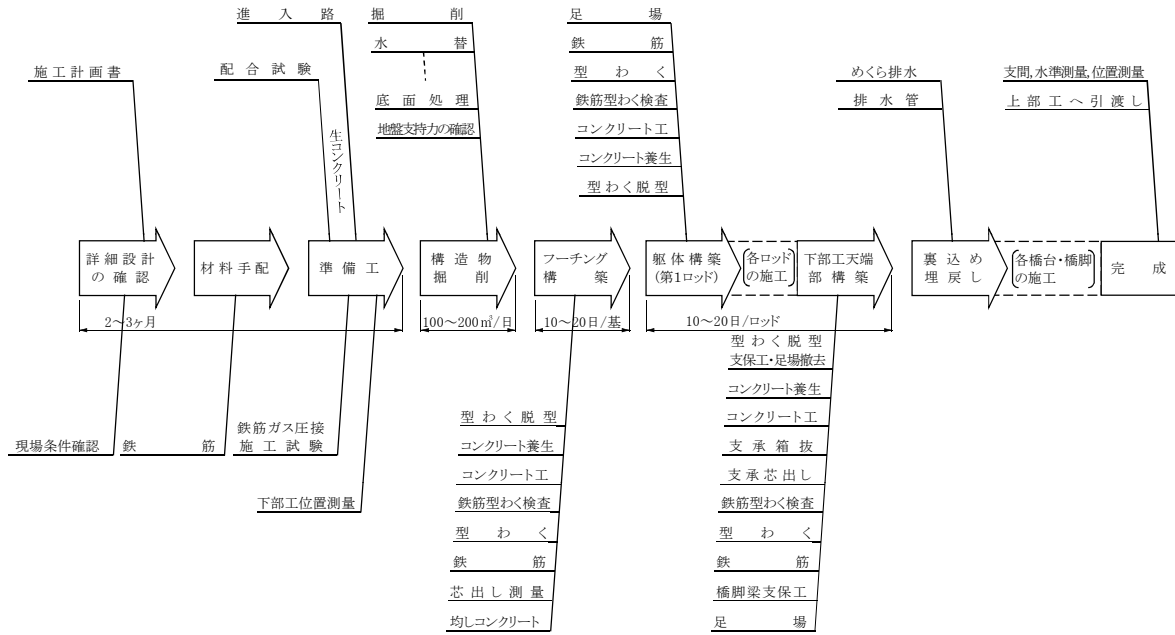 進入路
掘削
足場
水替
鉄筋
施工計画書
配合試験
型わく
めくら排水
支間,水準測量,位置測量
底面処理
鉄筋型わく検査
排水管
上部工へ引渡し
生コンクリート
地盤支持力の確認
コンクリート工
コンクリート養生
型わく脱型
詳細設計
の確認
材料手配
準備工
構造物
掘削
フーチング
構築
躯体構築
(第1ロッド)
各ロッド
の施工
下部工天端
部構築
裏込め
埋戻し
各橋台・橋脚
の施工
完成
2～3ヶ月
100～200㎥/日
10～20日/基
10～20日/ロッド
現場条件確認
鉄筋
鉄筋ガス圧接
施工試験
下部工位置測量
型わく脱型
コンクリート養生
コンクリート工
鉄筋型わく検査
型わく
鉄筋
芯出し測量
均しコンクリート
型わく脱型
支保工・足場撤去
コンクリート養生
コンクリート工
支承箱抜
支承芯出し
鉄筋型わく検査
型わく
鉄筋
橋脚梁支保工
足場